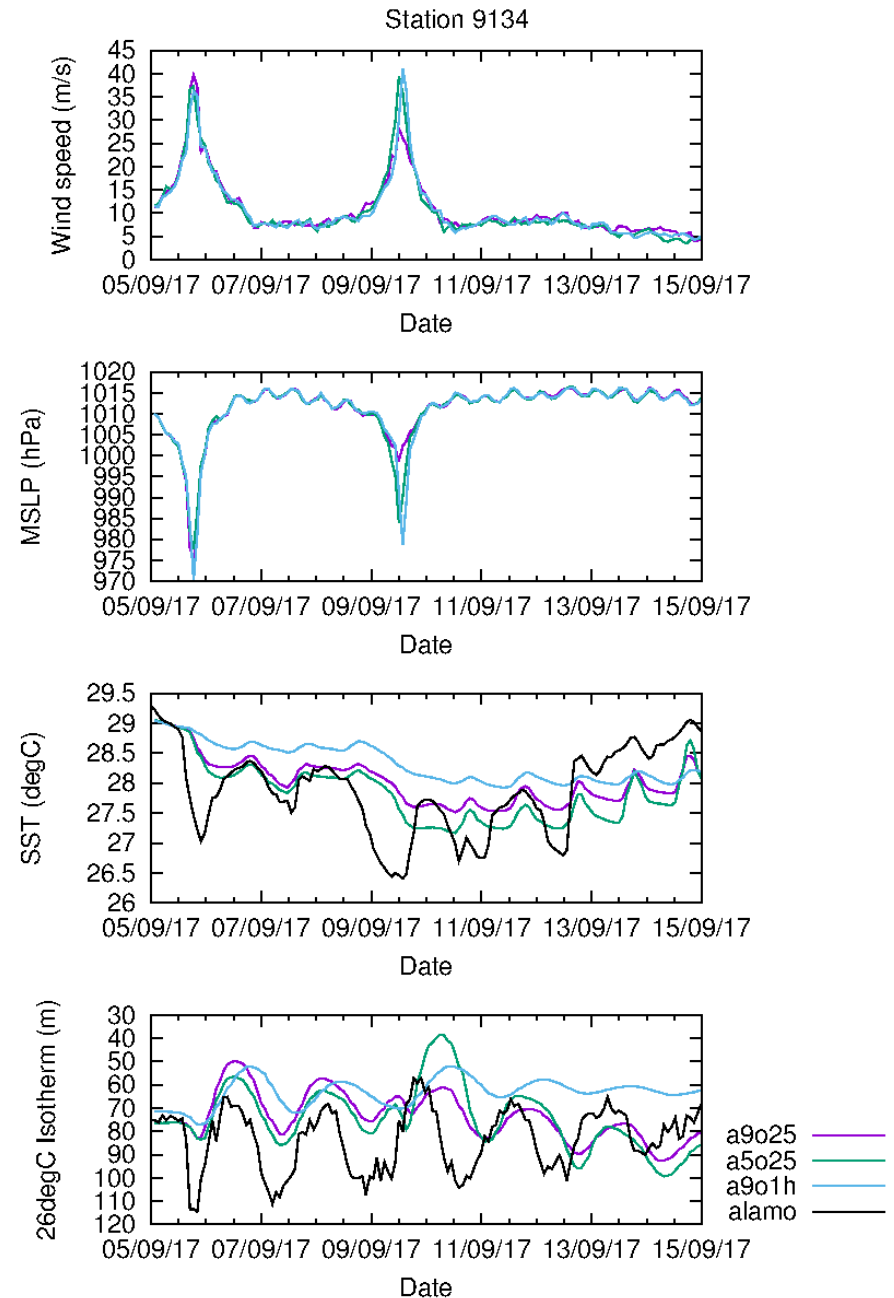 Station 9134
Wind speed (m/s)
45
40
35
30
25
20
15
10
5
0
05/09/17 07/09/17 09/09/17 11/09/17 13/09/17 15/09/17
Date
MSLP (hPa)
1020
1015
1010
1005
1000
995
990
985
980
975
970
05/09/17 07/09/17 09/09/17 11/09/17 13/09/17 15/09/17
Date
SST (degC)
29.5
29
28.5
28
27.5
27
26.5
26
05/09/17 07/09/17 09/09/17 11/09/17 13/09/17 15/09/17
Date
26degC Isotherm (m)
30
40
50
60
70
80
90
100
110
120
05/09/17 07/09/17 09/09/17 11/09/17 13/09/17 15/09/17
Date
a9o25
a5o25
a9o1h
alamo